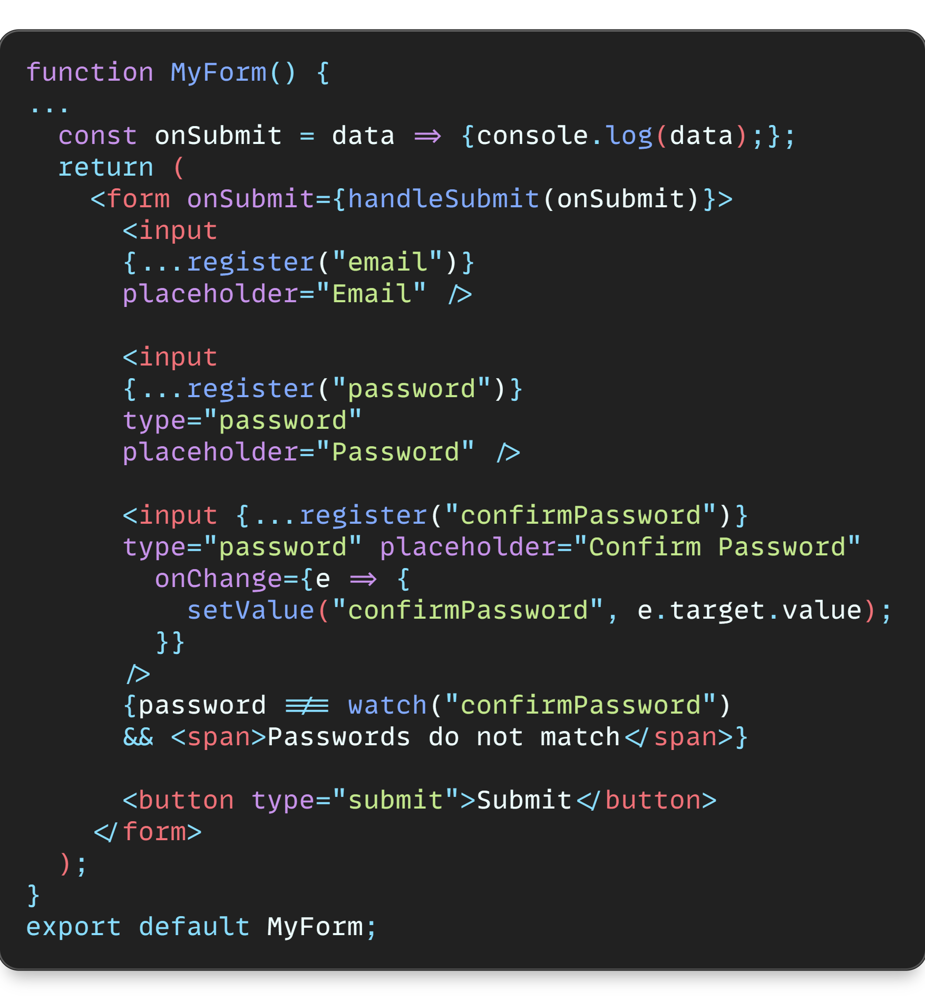 function MyForm() {
...
  const onSubmit = data => {console.log(data);};
  return (
    <form onSubmit={handleSubmit(onSubmit)}>
      <input
      {...register("email")}
      placeholder="Email" />

      <input
      {...register("password")}
      type="password"
      placeholder="Password" />

      <input {...register("confirmPassword")}
      type="password" placeholder="Confirm Password"
        onChange={e => {
          setValue("confirmPassword", e.target.value);
        }}
      />
      {password !== watch("confirmPassword")
      && <span>Passwords do not match</span>}

      <button type="submit">Submit</button>
    </form>
  );
}
export default MyForm;